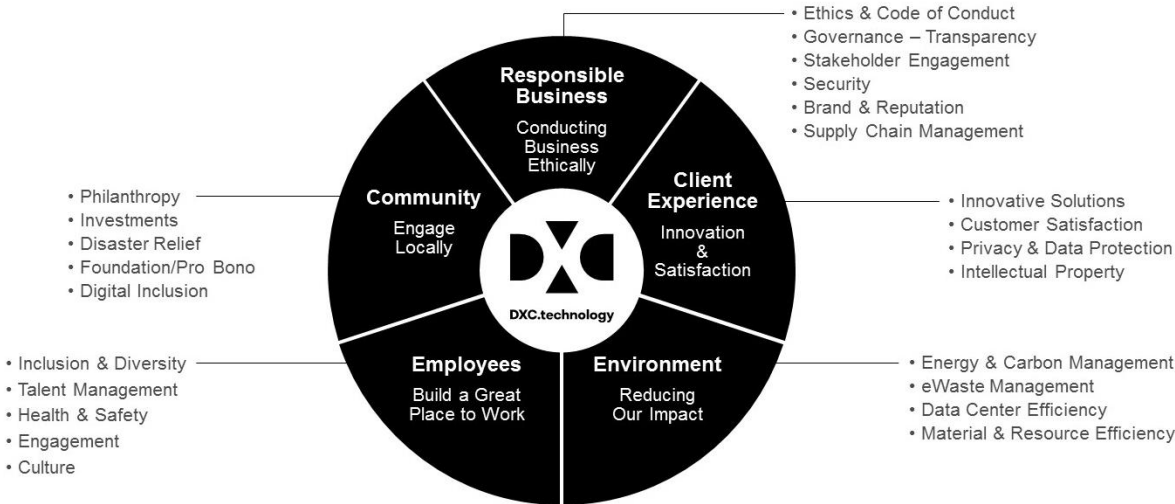 • Ethics & Code of Conduct
• Governance – Transparency
• Stakeholder Engagement
• Security
• Brand & Reputation
• Supply Chain Management
Responsible
Business
Conducting
Business
Ethically
Client
Experience
Innovation
&
Satisfaction
• Innovative Solutions
• Customer Satisfaction
• Privacy & Data Protection
• Intellectual Property
Community
Engage
Locally
• Philanthropy
• Investments
• Disaster Relief
• Foundation/Pro Bono
• Digital Inclusion
DXC
DXC.technology
Employees
Build a Great
Place to Work
• Inclusion & Diversity
• Talent Management
• Health & Safety
• Engagement
• Culture
Environment
Reducing
Our Impact
• Energy & Carbon Management
• eWaste Management
• Data Center Efficiency
• Material & Resource Efficiency